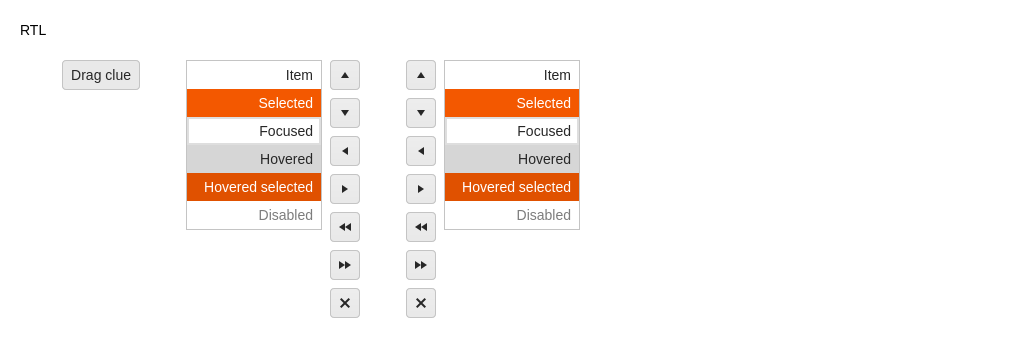 RTL
Drag clue
Item
Selected
Focused
Hovered
Hovered selected
Disabled
Item
Selected
Focused
Hovered
Hovered selected
Disabled